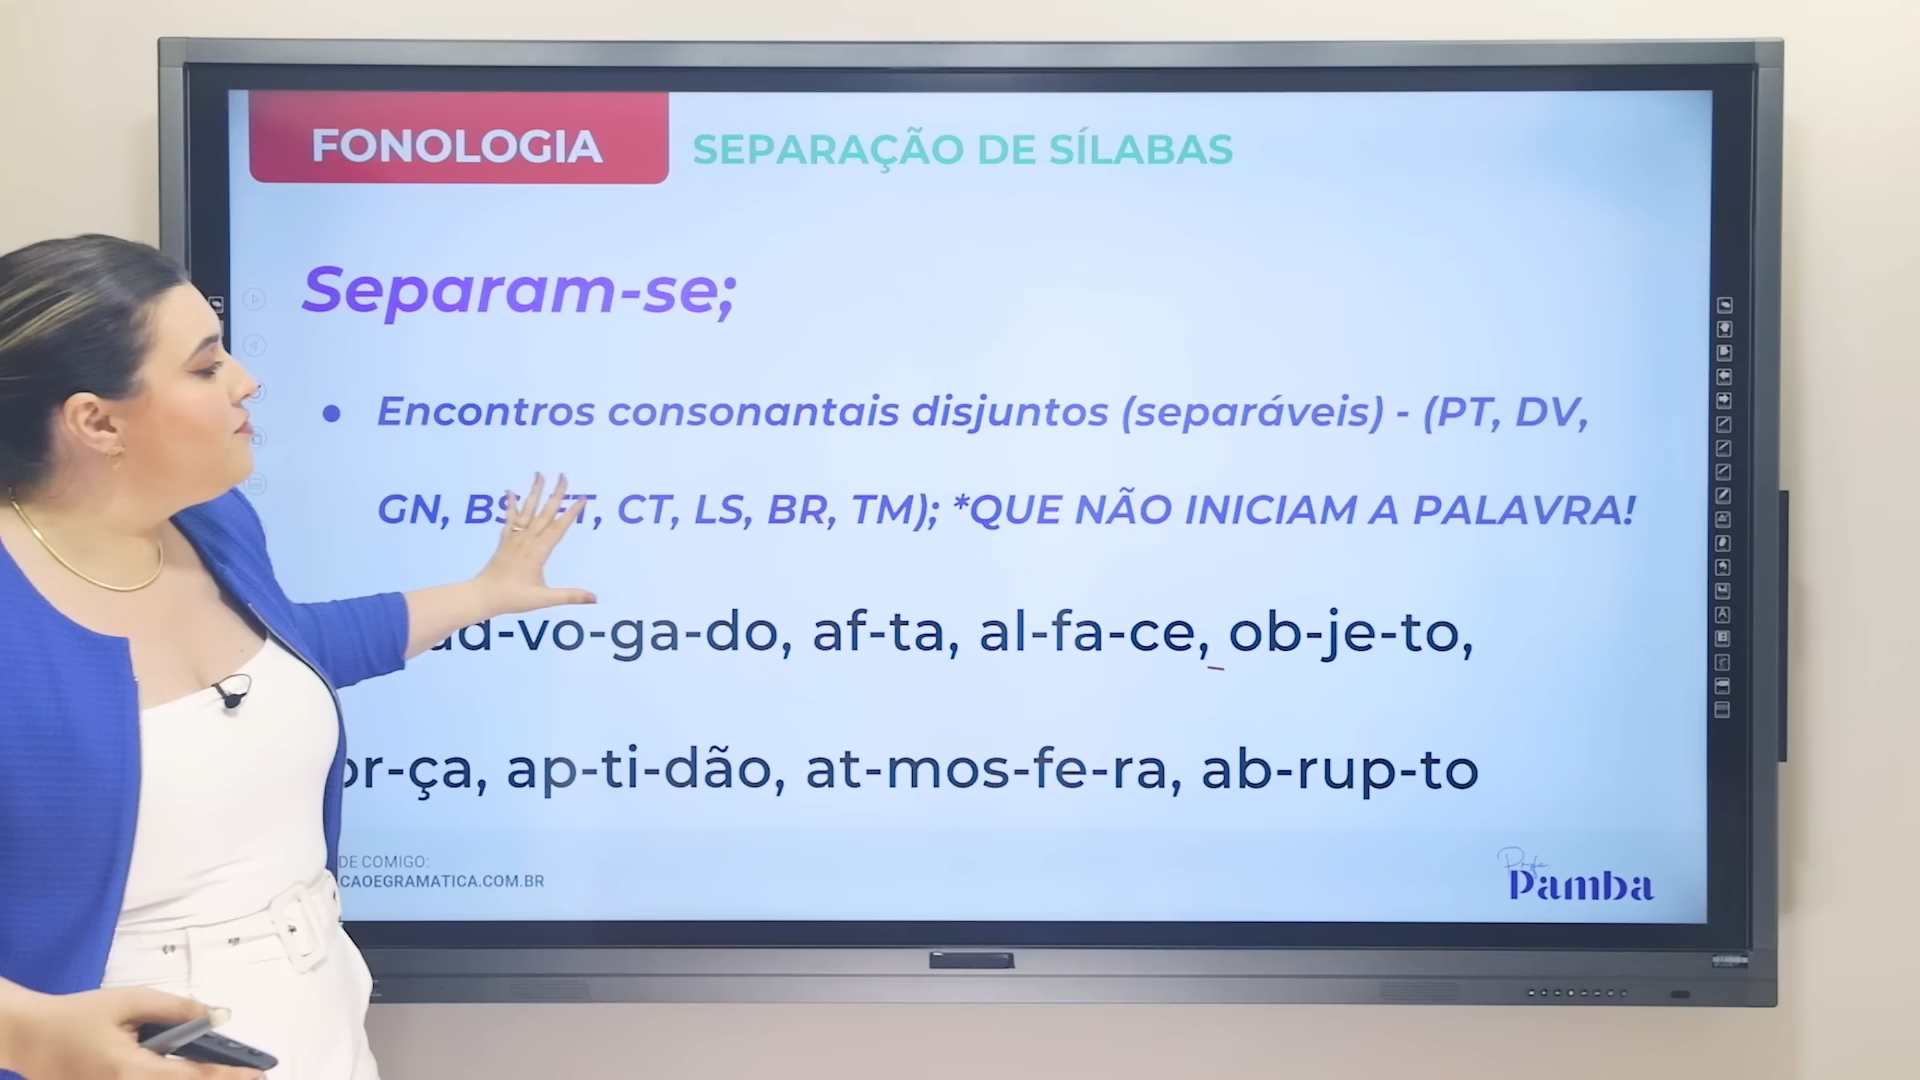 FONOLOGIA SEPARAÇÃO DE SÍLABAS
Separam-se;
• Encontros consonantais disjuntos (separáveis) - (PT, DV,
GN, BS, FT, CT, LS, BR, TM); *QUE NÃO INICIAM A PALAVRA!
ad-vo-ga-do, af-ta, al-fa-ce, ob-je-to,
ap-ti-dão, at-mos-fe-ra, ab-rup-to
DE COMIGO:
CAOEGRAMATICA.COM.BR
Profa
Pamba